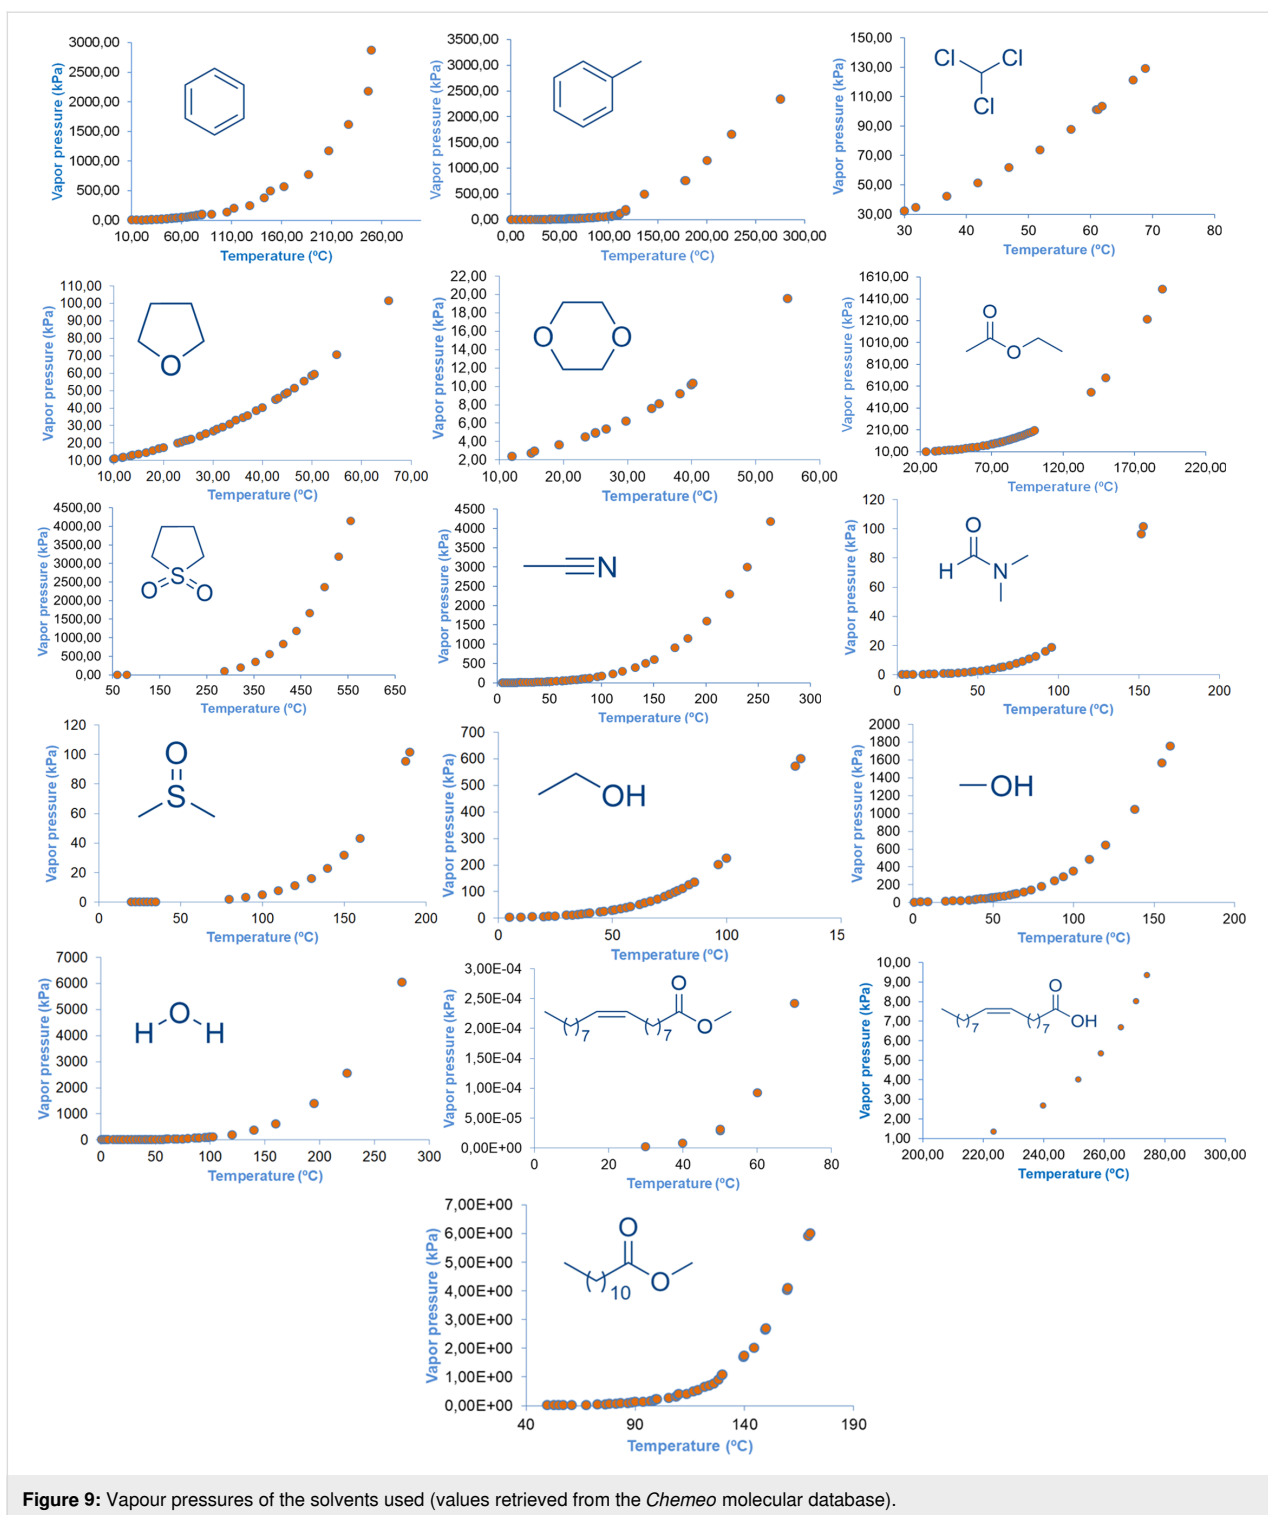 3000,00
2500,00
2000,00
1500,00
1000,00
500,00
0,00
10,00 60,00 110,00 160,00 210,00 260,00
Vapor pressure (kPa)
Temperature (ºC)
3500,00
3000,00
2500,00
2000,00
1500,00
1000,00
500,00
0,00
0,00 50,00 100,00 150,00 200,00 250,00 300,00
Vapor pressure (kPa)
Temperature (ºC)
150,00
130,00
110,00
90,00
70,00
50,00
30,00
30 40 50 60 70 80
Vapor pressure (kPa)
Temperature (ºC)
Cl Cl
Cl
110,00
100,00
90,00
80,00
70,00
60,00
50,00
40,00
30,00
20,00
10,00
10,00 20,00 30,00 40,00 50,00 60,00 70,00
Vapor pressure (kPa)
Temperature (ºC)
O
22,00
20,00
18,00
16,00
14,00
12,00
10,00
8,00
6,00
4,00
2,00
10,00 20,00 30,00 40,00 50,00 60,00
Vapor pressure (kPa)
Temperature (ºC)
O O
1610,00
1410,00
1210,00
1010,00
810,00
610,00
410,00
210,00
10,00
20,00 70,00 120,00 170,00 220,00
Vapor pressure (kPa)
Temperature (ºC)
O
O
4500,00
4000,00
3500,00
3000,00
2500,00
2000,00
1500,00
1000,00
500,00
0,00
50 150 250 350 450 550 650
Vapor pressure (kPa)
Temperature (ºC)
S
O O
4500
4000
3500
3000
2500
2000
1500
1000
500
0
0 50 100 150 200 250 300
Vapor pressure (kPa)
Temperature (ºC)
N
120
100
80
60
40
20
0
0 50 100 150 200
Vapor pressure (kPa)
Temperature (ºC)
O
H N
120
100
80
60
40
20
0
0 50 100 150 200
Vapor pressure (kPa)
Temperature (ºC)
O
S
700
600
500
400
300
200
100
0
0 50 100 15
Vapor pressure (kPa)
Temperature (ºC)
OH
2000
1800
1600
1400
1200
1000
800
600
400
200
0
0 50 100 150 200
Vapor pressure (kPa)
Temperature (ºC)
OH
7000
6000
5000
4000
3000
2000
1000
0
0 50 100 150 200 250 300
Vapor pressure (kPa)
Temperature (ºC)
O
H H
3,00E-04
2,50E-04
2,00E-04
1,50E-04
1,00E-04
5,00E-05
0,00E+00
0 20 40 60 80
Vapor pressure (kPa)
Temperature (ºC)
O
( )7 ( )7 O
10,00
9,00
8,00
7,00
6,00
5,00
4,00
3,00
2,00
1,00
200,00 220,00 240,00 260,00 280,00 300,00
Vapor pressure (kPa)
Temperature (ºC)
O
( )7 ( )7 OH
7,00E+00
6,00E+00
5,00E+00
4,00E+00
3,00E+00
2,00E+00
1,00E+00
0,00E+00
40 90 140 190
Vapor pressure (kPa)
Temperature (ºC)
O
( )10 O
Figure 9: Vapour pressures of the solvents used (values retrieved from the Chemeo molecular database).